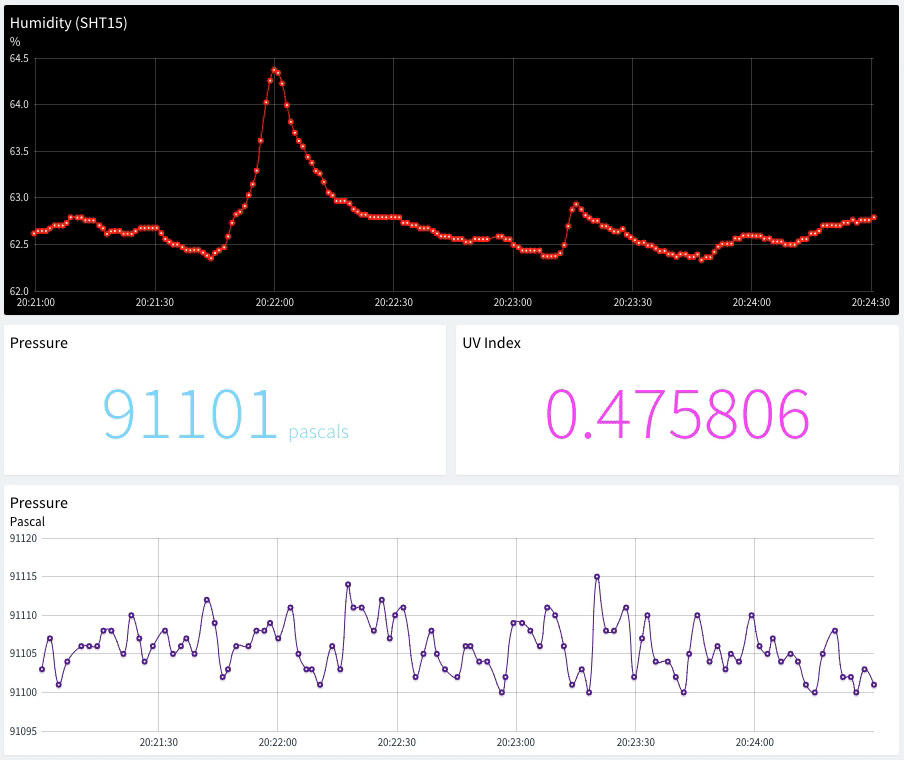 Humidity (SHT15)
%
64.5
64.0
63.5
63.0
62.5
62.0
20:21:00 20:21:30 20:22:00 20:22:30 20:23:00 20:23:30 20:24:00 20:24:30
Pressure
91101 pascals
UV Index
0.475806
Pressure
Pascal
91120
91115
91110
91105
91100
91095
20:21:30 20:22:00 20:22:30 20:23:00 20:23:30 20:24:00